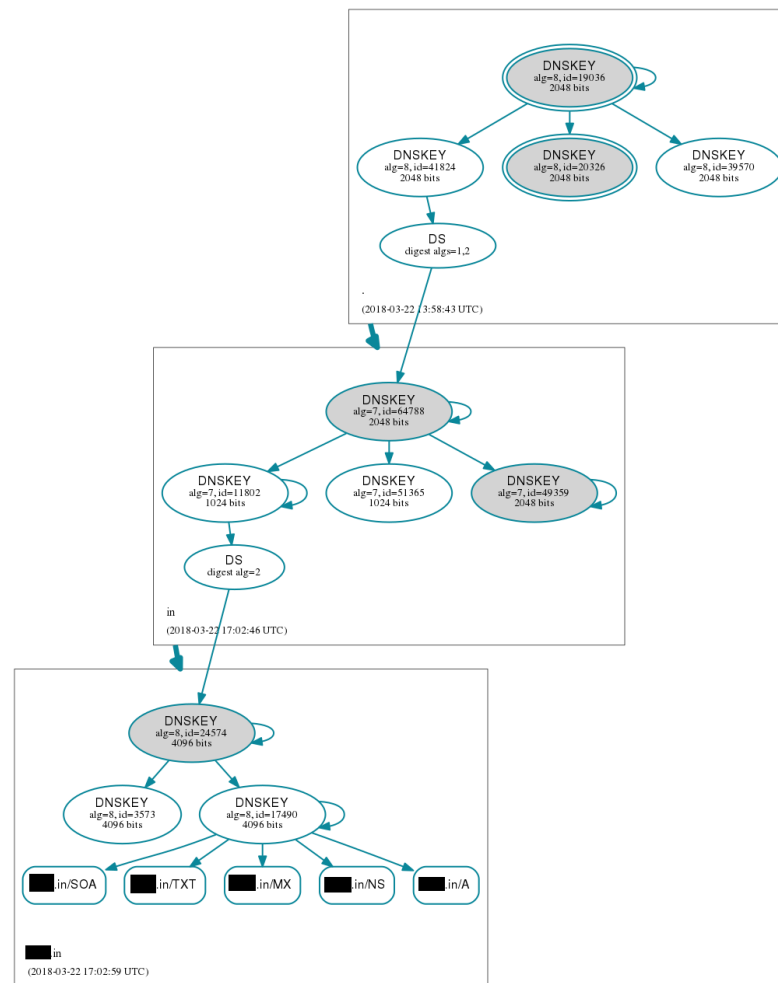 DNSKEY
alg=8, id=19036
2048 bits
DNSKEY
alg=8, id=41824
2048 bits
DNSKEY
alg=8, id=20326
2048 bits
DNSKEY
alg=8, id=39570
2048 bits
DS
digest algs=1,2
.
(2018-03-22 13:58:43 UTC)
DNSKEY
alg=7, id=64788
2048 bits
DNSKEY
alg=7, id=11802
1024 bits
DNSKEY
alg=7, id=51365
1024 bits
DNSKEY
alg=7, id=49359
2048 bits
DS
digest alg=2
in
(2018-03-22 17:02:46 UTC)
DNSKEY
alg=8, id=24574
4096 bits
DNSKEY
alg=8, id=3573
4096 bits
DNSKEY
alg=8, id=17490
4096 bits
.in/SOA
.in/TXT
.in/MX
.in/NS
.in/A
.in
(2018-03-22 17:02:59 UTC)